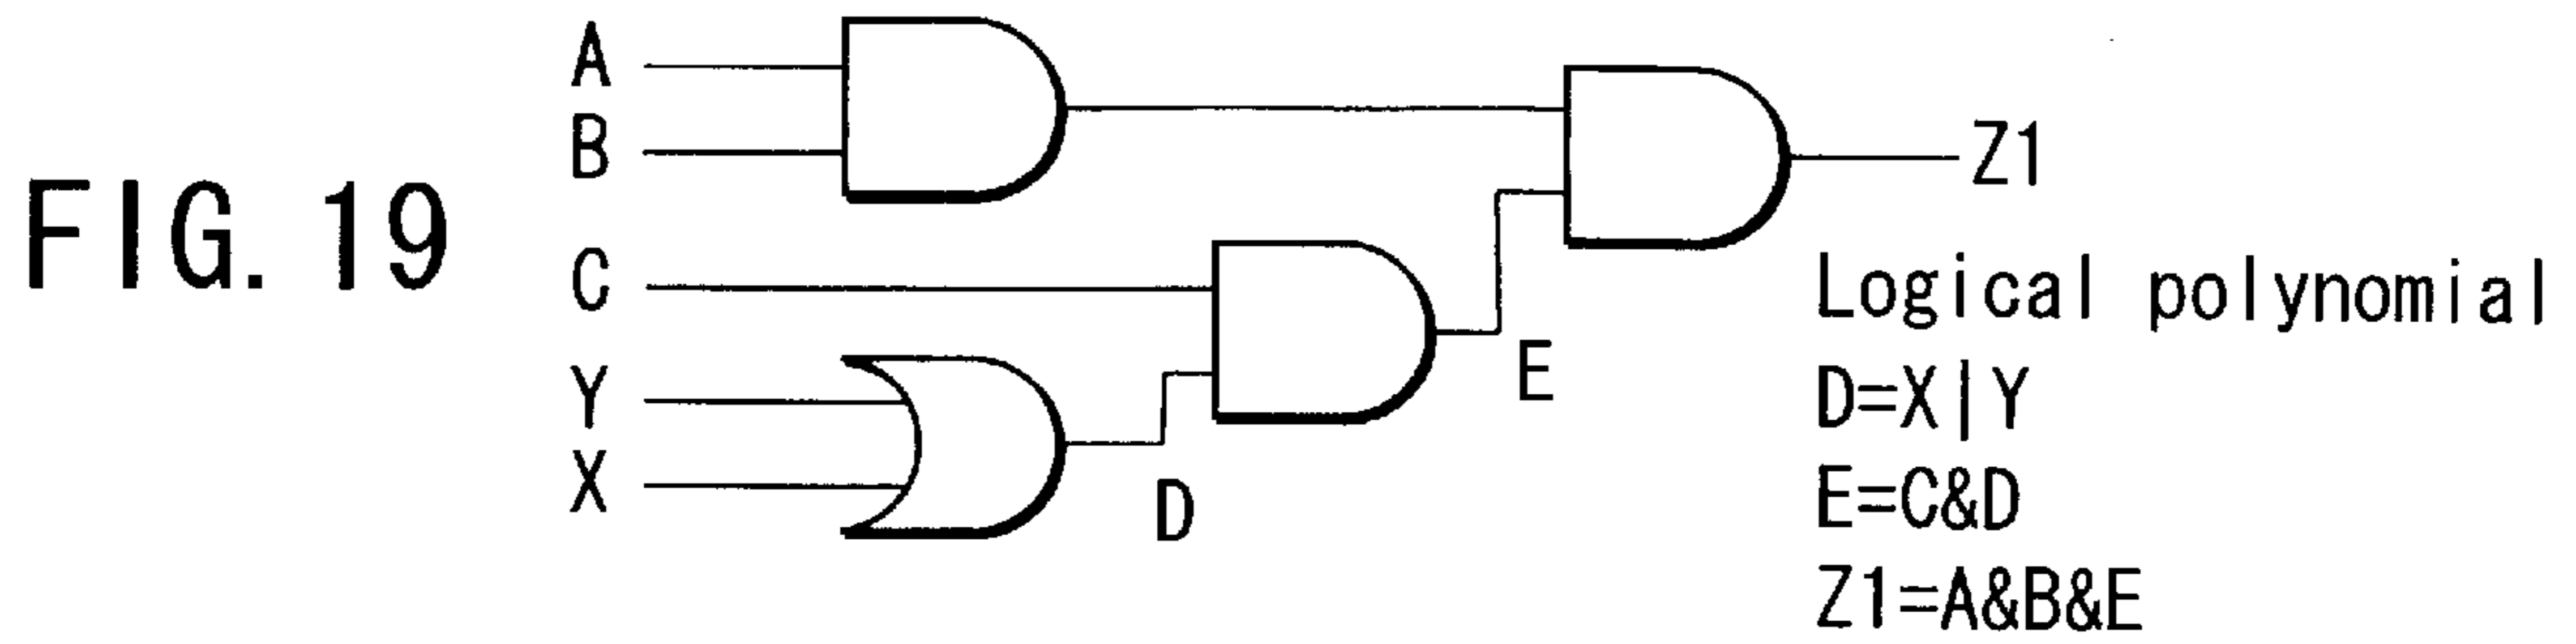 FIG. 19
A
B
C
Y
X
D
E
Z1
Logical polynomial
D=X|Y
E=C&D
Z1=A&B&E